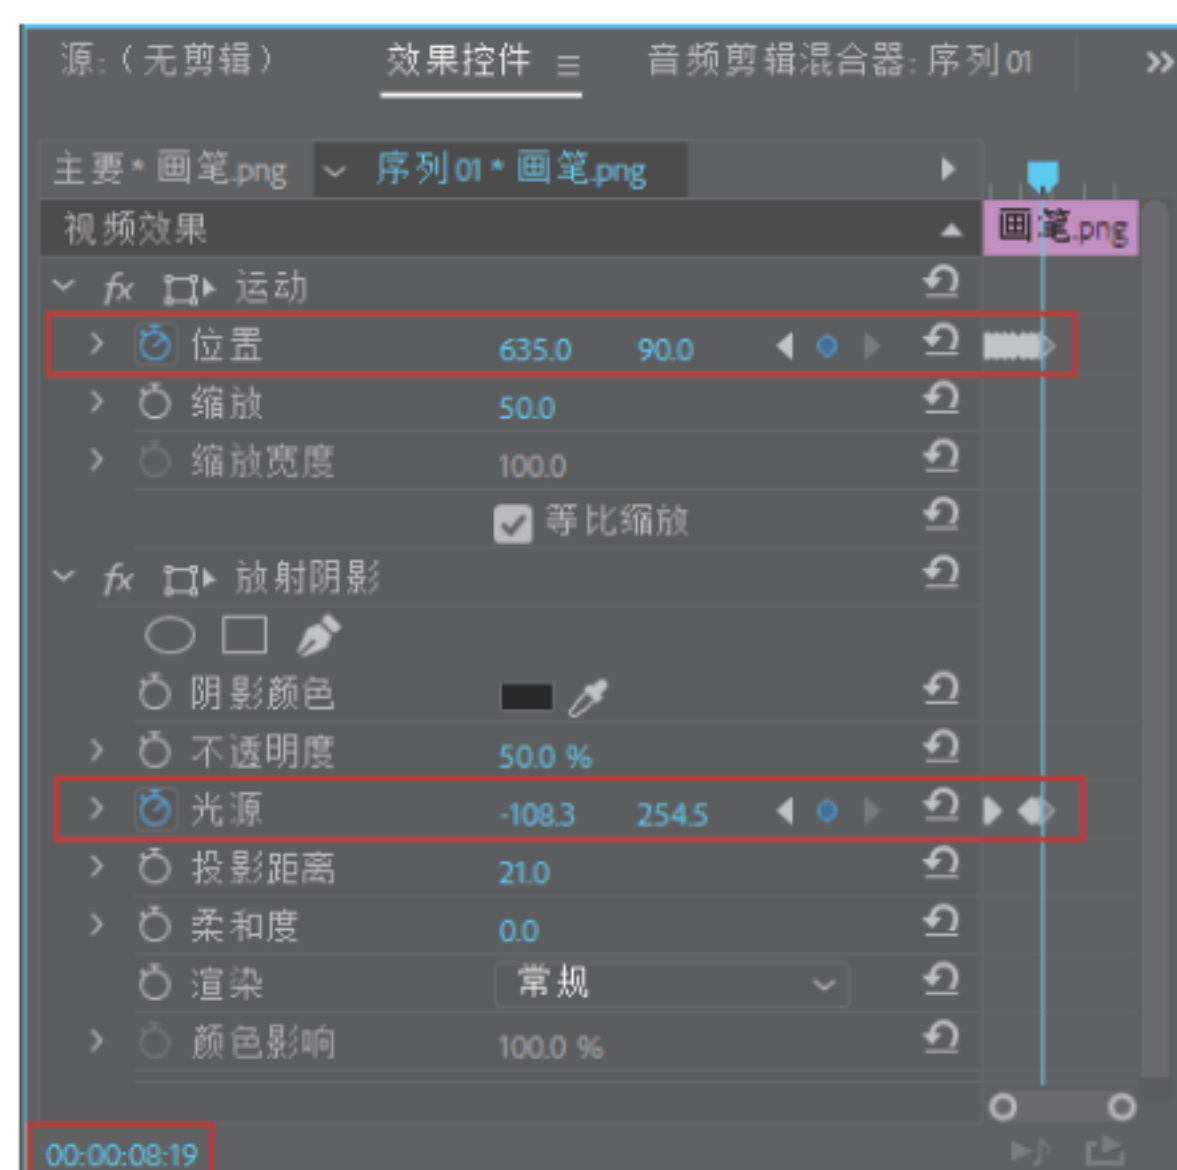 源:（无剪辑） 效果控件 ≡ 音频剪辑混合器: 序列 01 »
主要* 画笔.png 序列 01 * 画笔.png
视频效果 画笔.png
fx 运动
位置 635.0 90.0
缩放 50.0
缩放宽度 100.0
等比缩放
fx 放射阴影
阴影颜色
不透明度 50.0 %
光源 -108.3 254.5
投影距离 21.0
柔和度 0.0
渲染 常规
颜色影响 100.0 %
00:00:08:19